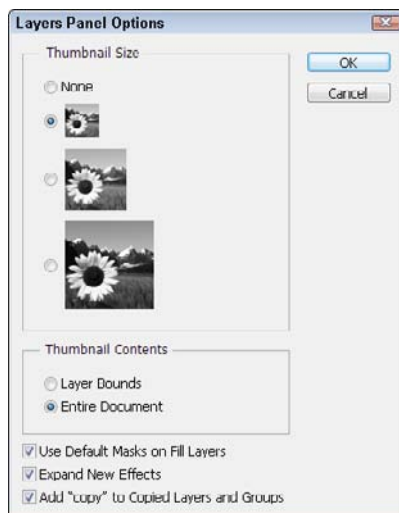 Layers Panel Options
Thumbnail Size
OK
None
Cancel
Thumbnail Contents
Layer Bounds
Entire Document
Use Default Masks on Fill Layers
Expand New Effects
Add "copy" to Copied Layers and Groups